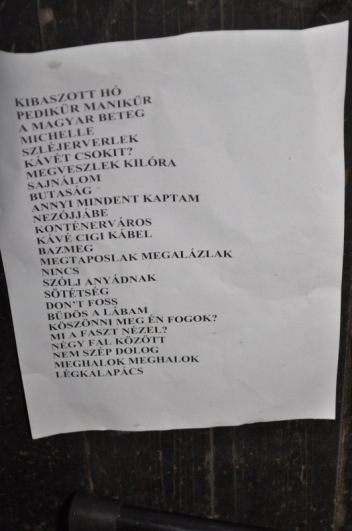 KIBASZOTT HÓ
PEDIKŰR MANIKŰR
A MAGYAR BETEG
MICHELLE
SZLÉJERVERLEK
KÁVÉT CSOKIT?
MEGVESZLEK KILÓRA
SAJNÁLOM
BUTASÁG
ANNYI MINDENT KAPTAM
NEZÖJJÁBE
KONTÉNERVÁROS
KÁVÉ CIGI KÁBEL
BAZMEG
MEGTAPOSLAK MEGALÁZLAK
NINCS
SZÓLJ ANYÁDNAK
SÖTÉTSÉG
DON'T FOSS
BÜDÖS A LÁBAM
KÖSZÖNNI MEG ÉN FOGOK?
MI A FASZT NÉZEL?
NÉGY FAL KÖZÖTT
NEM SZÉP DOLOG
MEGHALOK MEGHALOK
LÉGKALAPÁCS